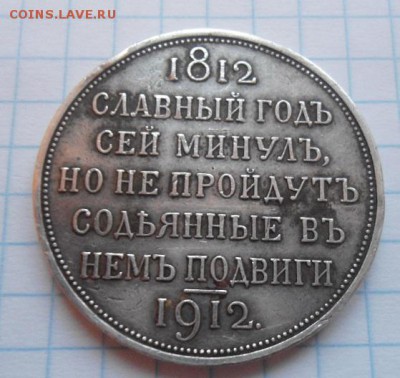 COINS.LAVE.RU
1812
СЛАВНЫЙ ГОДЪ
СЕЙ МИНУЛЪ,
НО НЕ ПРОЙДУТЪ
СОДѢЯННЫЕ ВЪ
НЕМЪ ПОДВИГИ
1912.